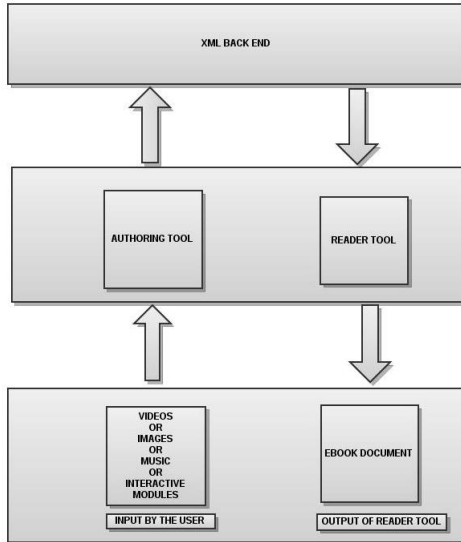 XML BACK END
AUTHORING TOOL
READER TOOL
VIDEOS
OR
IMAGES
OR
MUSIC
OR
INTERACTIVE
MODULES
EBOOK DOCUMENT
INPUT BY THE USER
OUTPUT OF READER TOOL